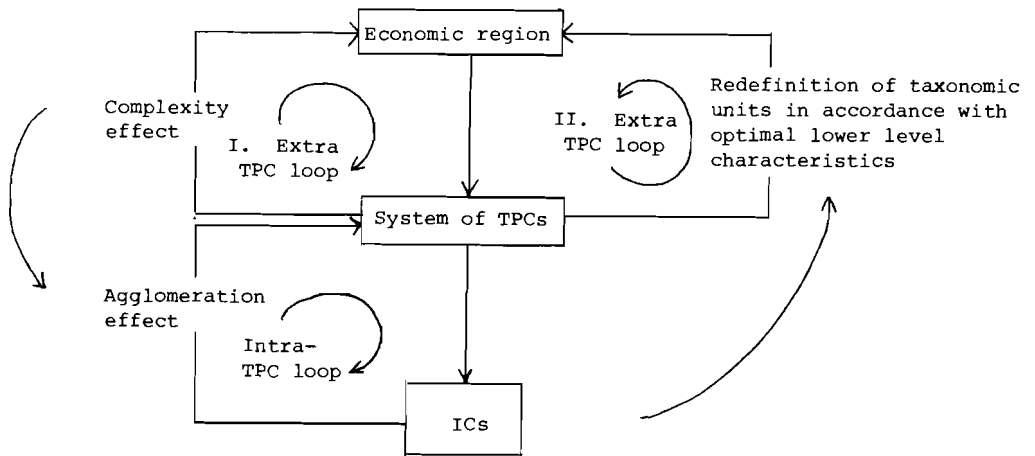 Economic region
Complexity
effect
I. Extra
TPC loop
II. Extra
TPC loop
Redefinition of taxonomic
units in accordance with
optimal lower level
characteristics
System of TPCs
Agglomeration
effect
Intra-
TPC loop
ICs